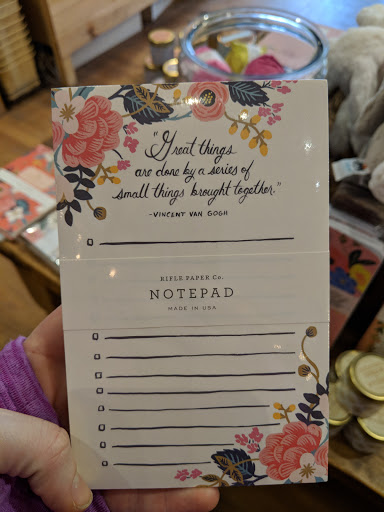 "Great things
are done by a series of
small things brought together."
-VINCENT VAN GOGH
RIFLE PAPER Co.
NOTEPAD
MADE IN USA